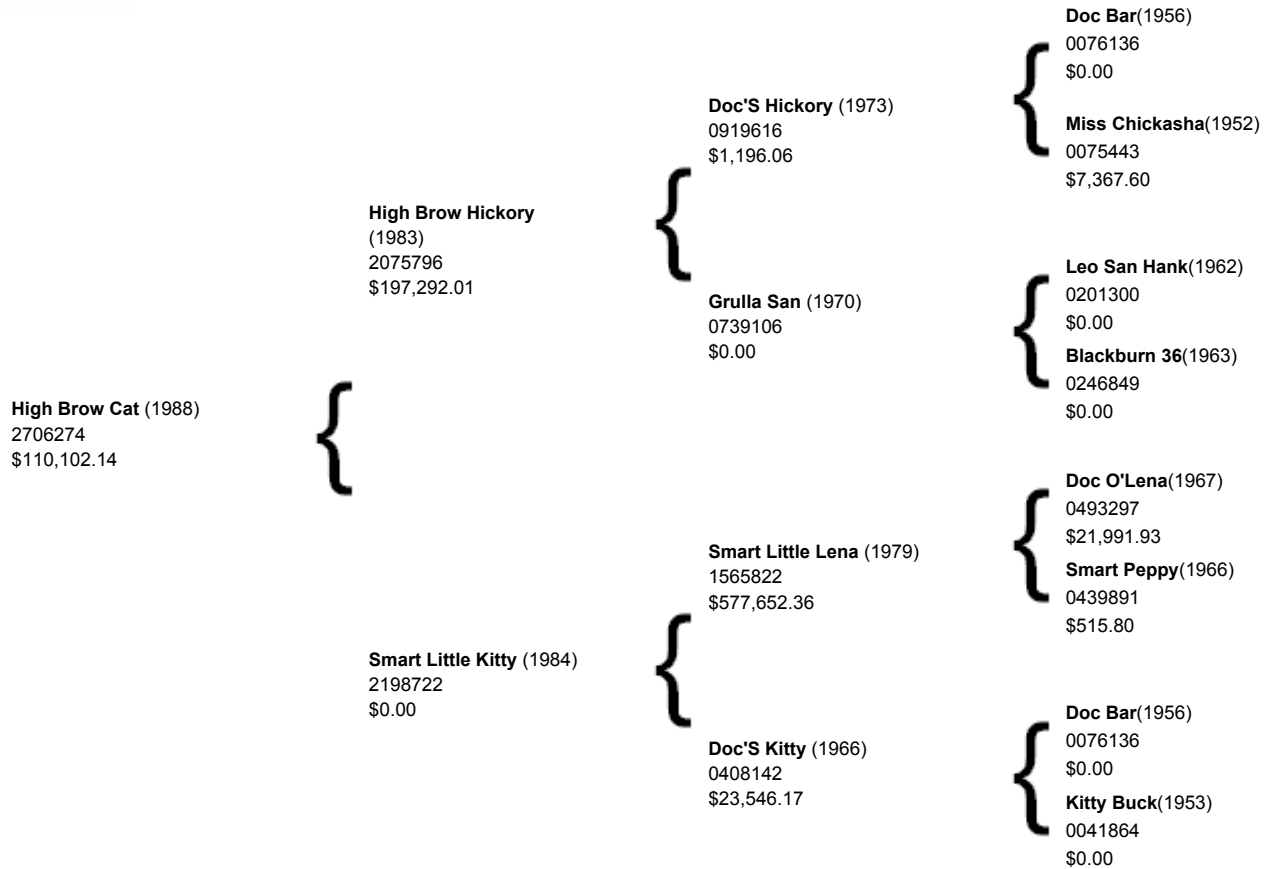 High Brow Cat (1988)
2706274
$110,102.14
High Brow Hickory
(1983)
2075796
$197,292.01
Smart Little Kitty (1984)
2198722
$0.00
Doc'S Hickory (1973)
0919616
$1,196.06
Grulla San (1970)
0739106
$0.00
Smart Little Lena (1979)
1565822
$577,652.36
Doc'S Kitty (1966)
0408142
$23,546.17
Doc Bar(1956)
0076136
$0.00
Miss Chickasha(1952)
0075443
$7,367.60
Leo San Hank(1962)
0201300
$0.00
Blackburn 36(1963)
0246849
$0.00
Doc O'Lena(1967)
0493297
$21,991.93
Smart Peppy(1966)
0439891
$515.80
Doc Bar(1956)
0076136
$0.00
Kitty Buck(1953)
0041864
$0.00